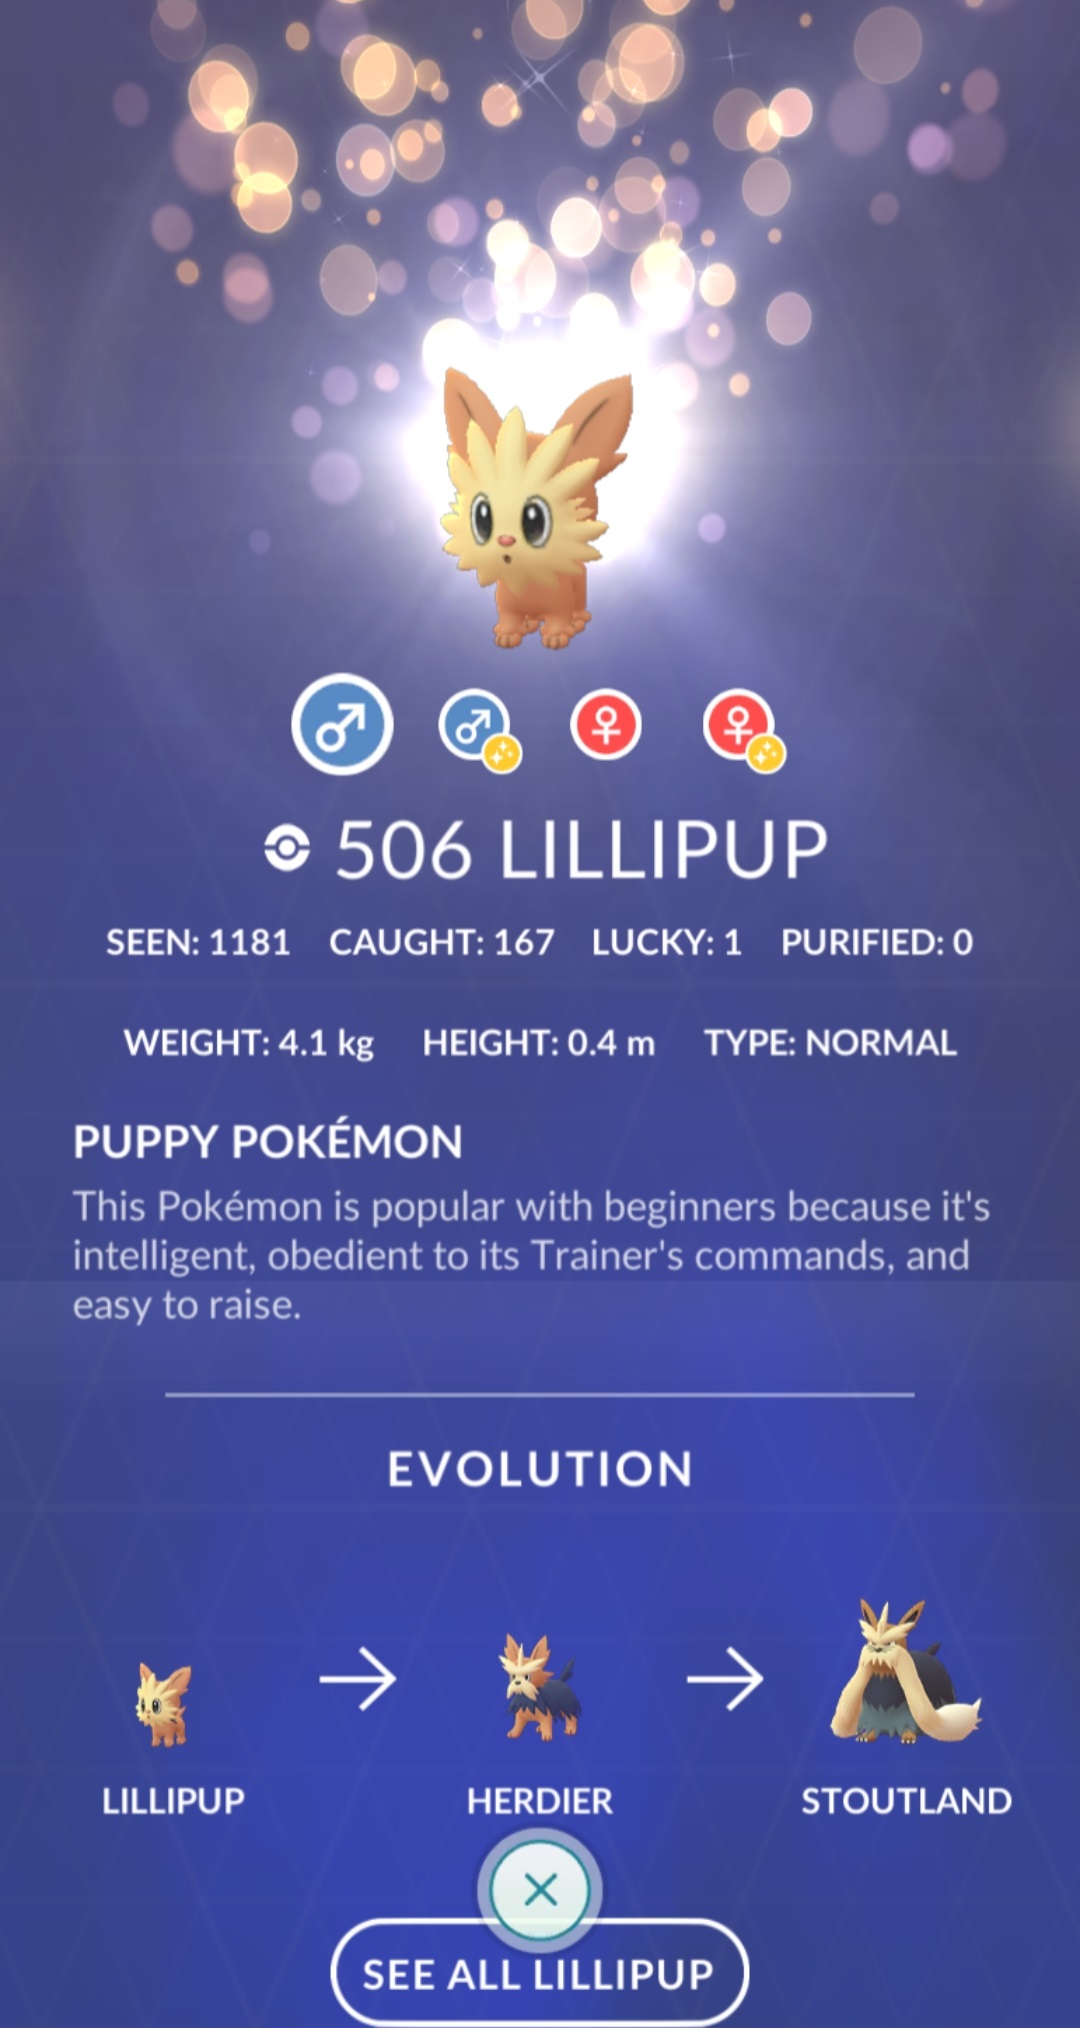 506 LILLIPUP
SEEN: 1181 CAUGHT: 167 LUCKY: 1 PURIFIED: 0
WEIGHT: 4.1 kg HEIGHT: 0.4 m TYPE: NORMAL
PUPPY POKÉMON
This Pokémon is popular with beginners because it's
intelligent, obedient to its Trainer's commands, and
easy to raise.
EVOLUTION
LILLIPUP HERDIER STOUTLAND
SEE ALL LILLIPUP